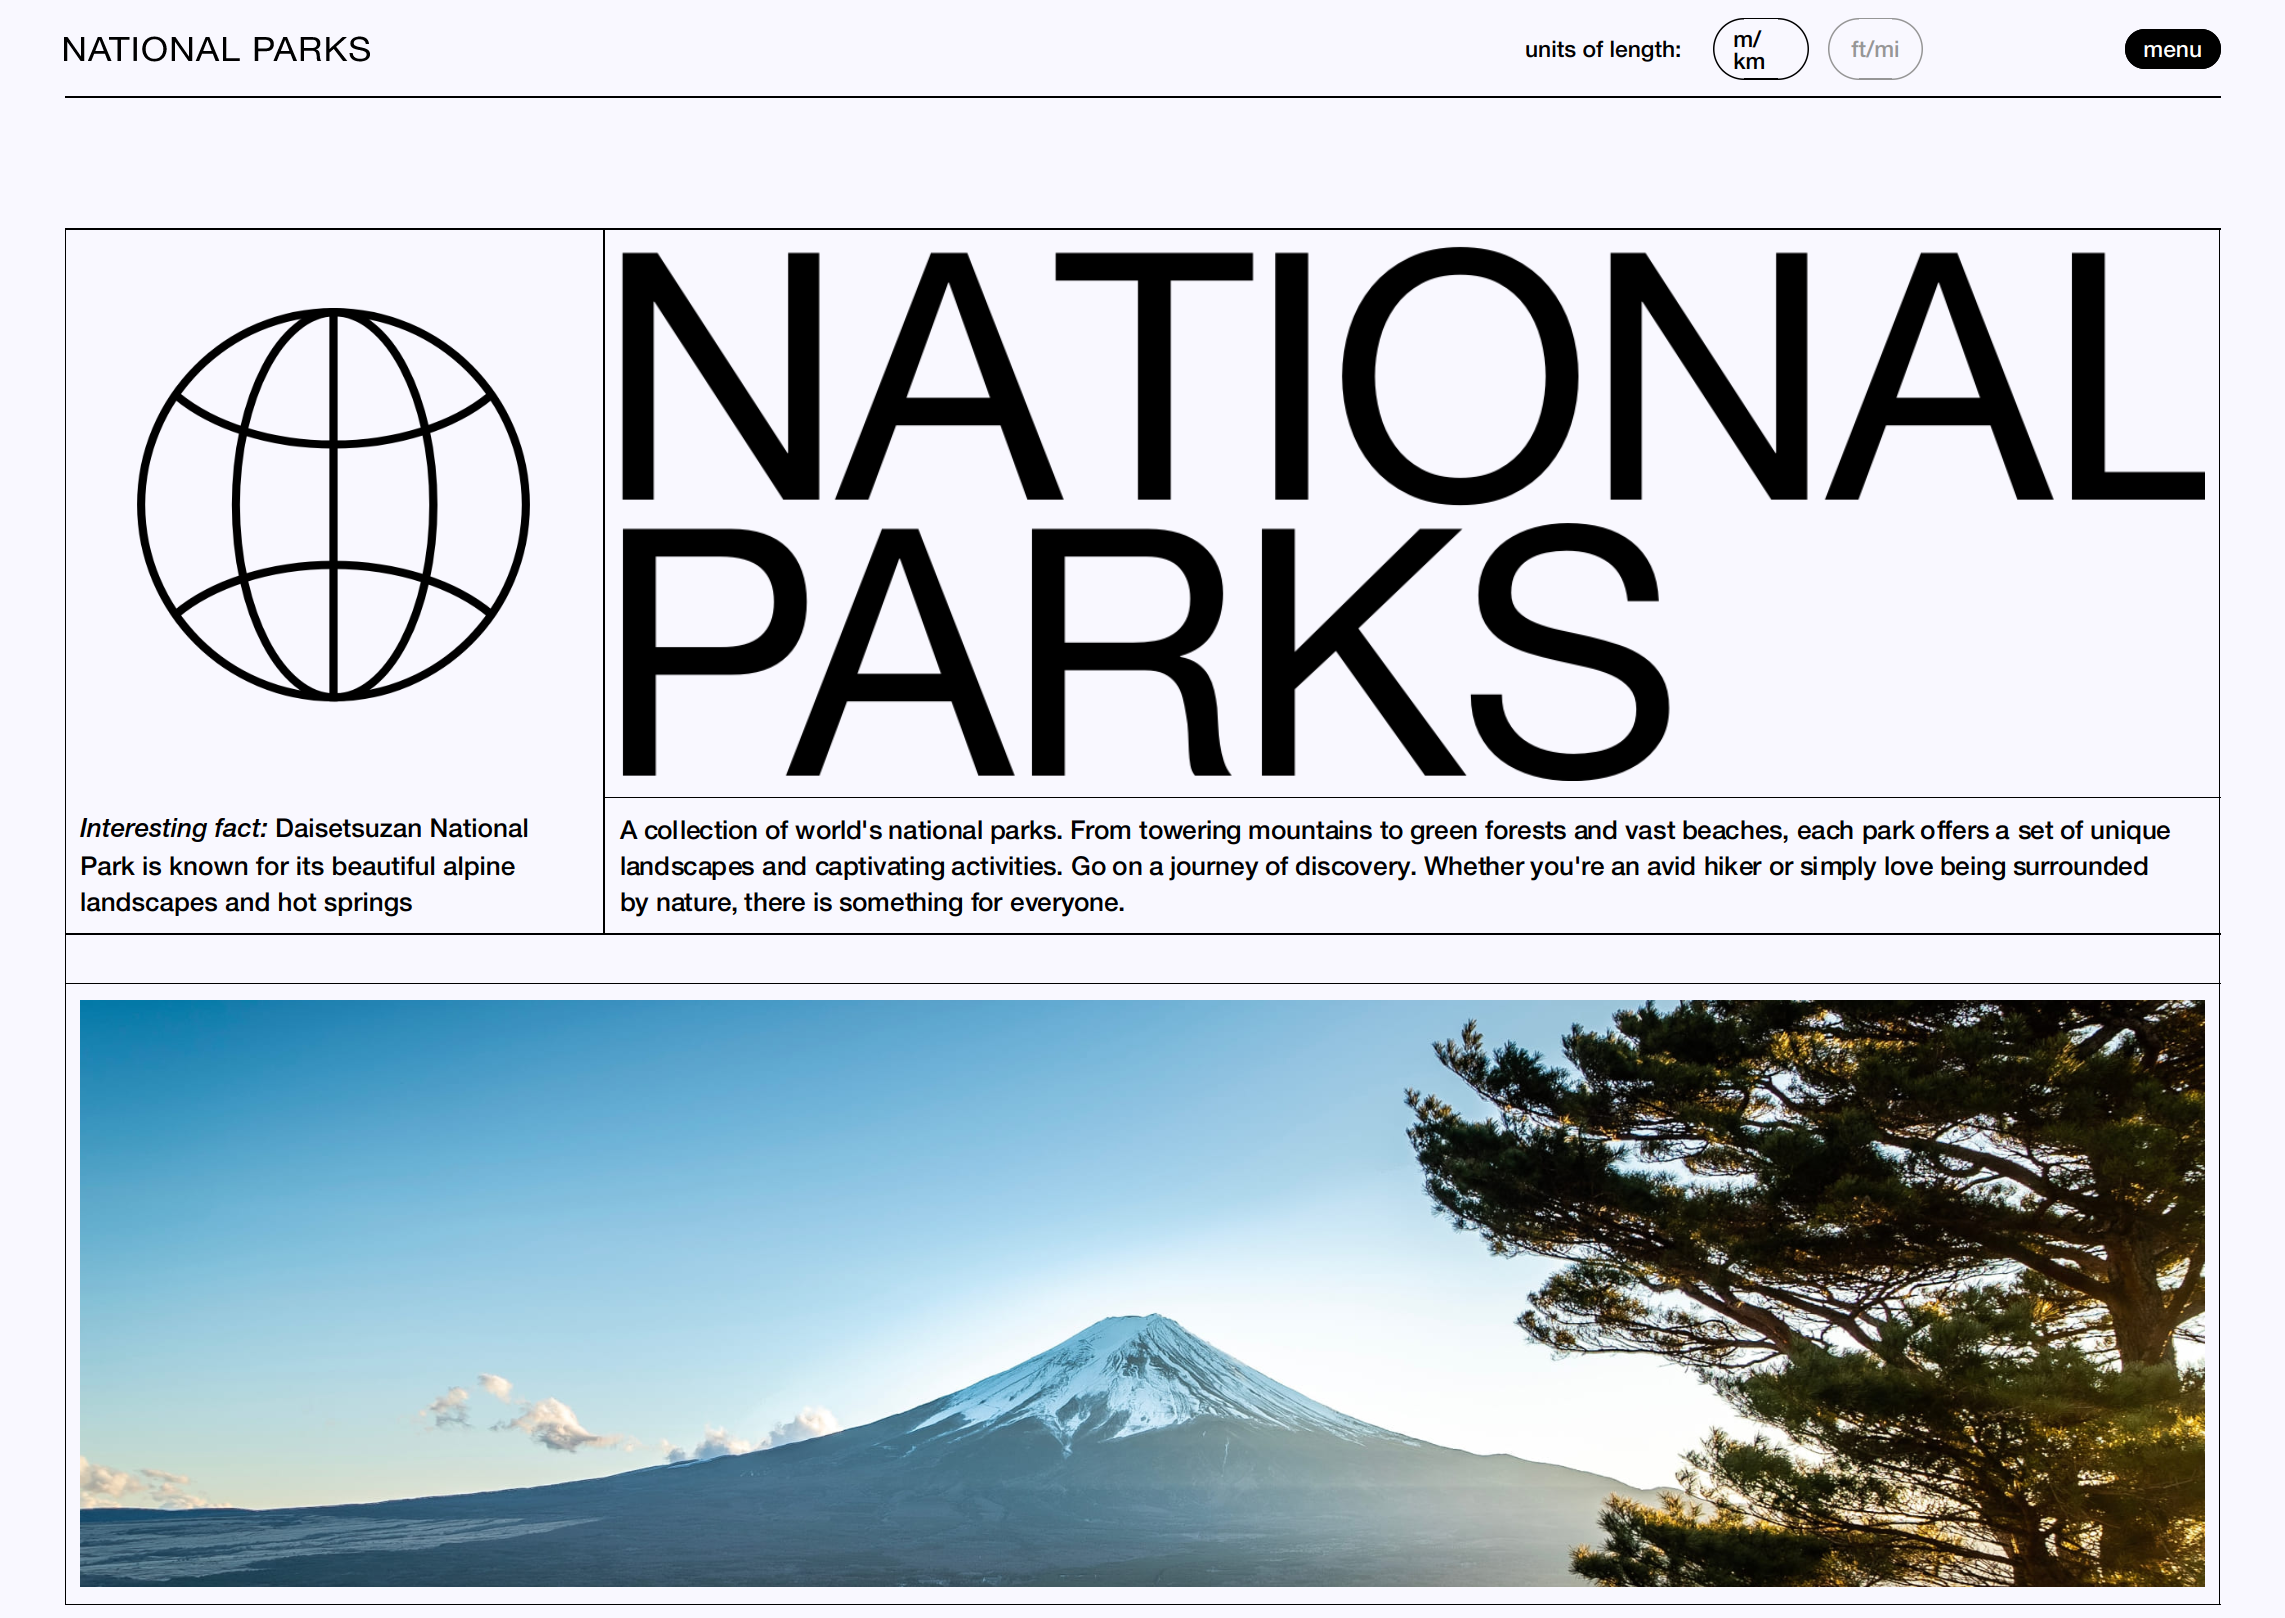 NATIONAL PARKS
units of length:
m/
km
ft/mi
menu
NATIONAL
PARKS
Interesting fact: Daisetsuzan National
Park is known for its beautiful alpine
landscapes and hot springs
A collection of world's national parks. From towering mountains to green forests and vast beaches, each park offers a set of unique
landscapes and captivating activities. Go on a journey of discovery. Whether you're an avid hiker or simply love being surrounded
by nature, there is something for everyone.